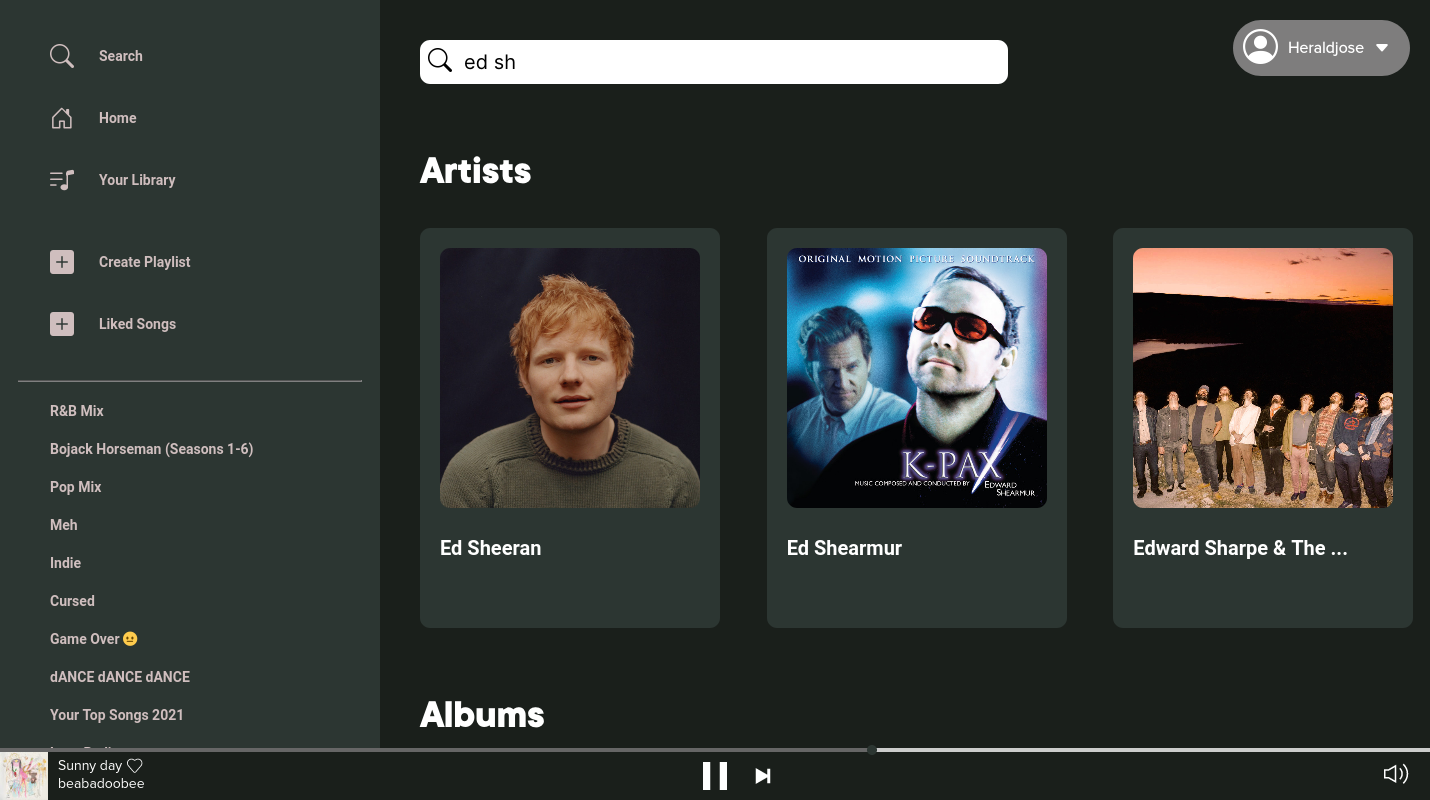 Search
Home
Your Library
Create Playlist
Liked Songs
R&B Mix
Bojack Horseman (Seasons 1-6)
Pop Mix
Meh
Indie
Cursed
Game Over 😐
dANCE dANCE dANCE
Your Top Songs 2021
ed sh
Heraldjose
Artists
ORIGINAL MOTION PICTURE SOUNDTRACK
K-PAX
MUSIC COMPOSED AND CONDUCTED BY EDWARD
SHEARMUR
Ed Sheeran
Ed Shearmur
Edward Sharpe & The ...
Albums
Sunny day
beabadoobee